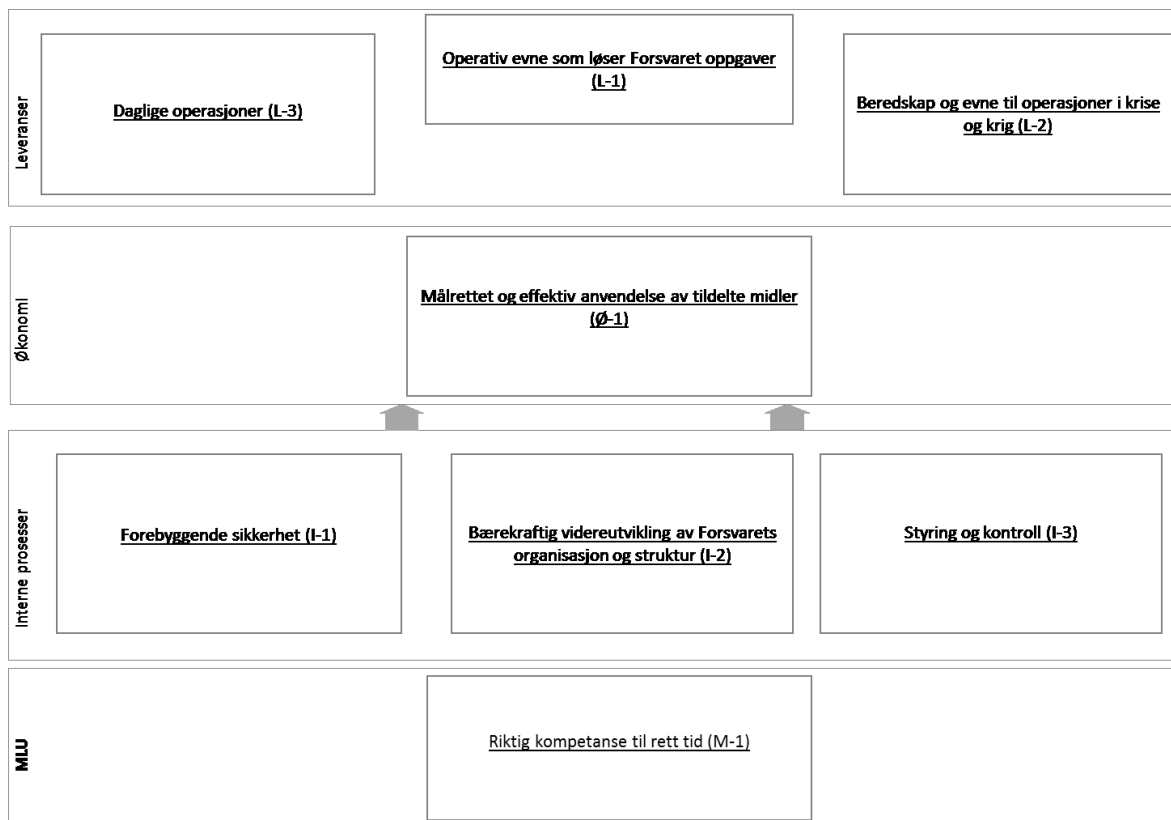 Leveranser
Daglige operasjoner (L-3)
Operativ evne som løser Forsvaret oppgaver
(L-1)
Beredskap og evne til operasjoner i krise
og krig (L-2)
Økonomi
Målrettet og effektiv anvendelse av tildelte midler
(Ø-1)
Interne prosesser
Forebyggende sikkerhet (I-1)
Bærekraftig videreutvikling av Forsvarets
organisasjon og struktur (I-2)
Styring og kontroll (I-3)
MLU
Riktig kompetanse til rett tid (M-1)